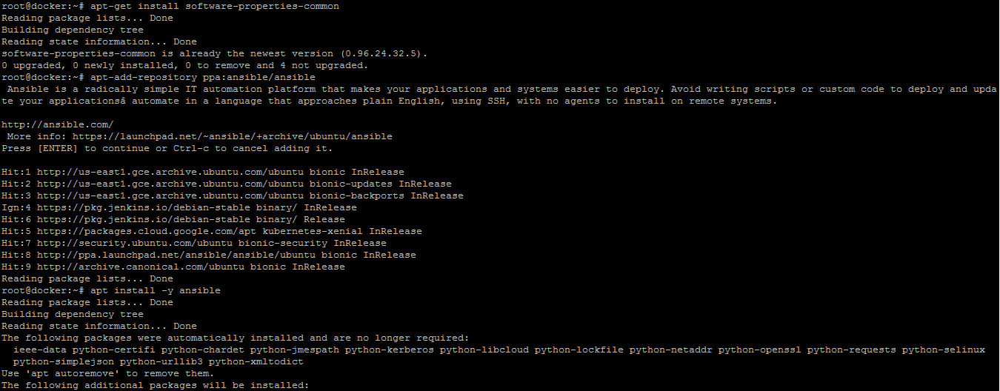 root@docker:~# apt-get install software-properties-common
Reading package lists... Done
Building dependency tree
Reading state information... Done
software-properties-common is already the newest version (0.96.24.32.5).
0 upgraded, 0 newly installed, 0 to remove and 4 not upgraded.
root@docker:~# apt-add-repository ppa:ansible/ansible
 Ansible is a radically simple IT automation platform that makes your applications and systems easier to deploy. Avoid writing scripts or custom code to deploy and upda
te your applicationsâ automate in a language that approaches plain English, using SSH, with no agents to install on remote systems.

http://ansible.com/
 More info: https://launchpad.net/~ansible/+archive/ubuntu/ansible
Press [ENTER] to continue or Ctrl-c to cancel adding it.

Hit:1 http://us-east1.gce.archive.ubuntu.com/ubuntu bionic InRelease
Hit:2 http://us-east1.gce.archive.ubuntu.com/ubuntu bionic-updates InRelease
Hit:3 http://us-east1.gce.archive.ubuntu.com/ubuntu bionic-backports InRelease
Ign:4 https://pkg.jenkins.io/debian-stable binary/ InRelease
Hit:6 https://pkg.jenkins.io/debian-stable binary/ Release
Hit:5 https://packages.cloud.google.com/apt kubernetes-xenial InRelease
Hit:7 http://security.ubuntu.com/ubuntu bionic-security InRelease
Hit:8 http://ppa.launchpad.net/ansible/ansible/ubuntu bionic InRelease
Hit:9 http://archive.canonical.com/ubuntu bionic InRelease
Reading package lists... Done
root@docker:~# apt install -y ansible
Reading package lists... Done
Building dependency tree
Reading state information... Done
The following packages were automatically installed and are no longer required:
  ieee-data python-certifi python-chardet python-jmespath python-kerberos python-libcloud python-lockfile python-netaddr python-openssl python-requests python-selinux
  python-simplejson python-urllib3 python-xmltodict
Use 'apt autoremove' to remove them.
The following additional packages will be installed: